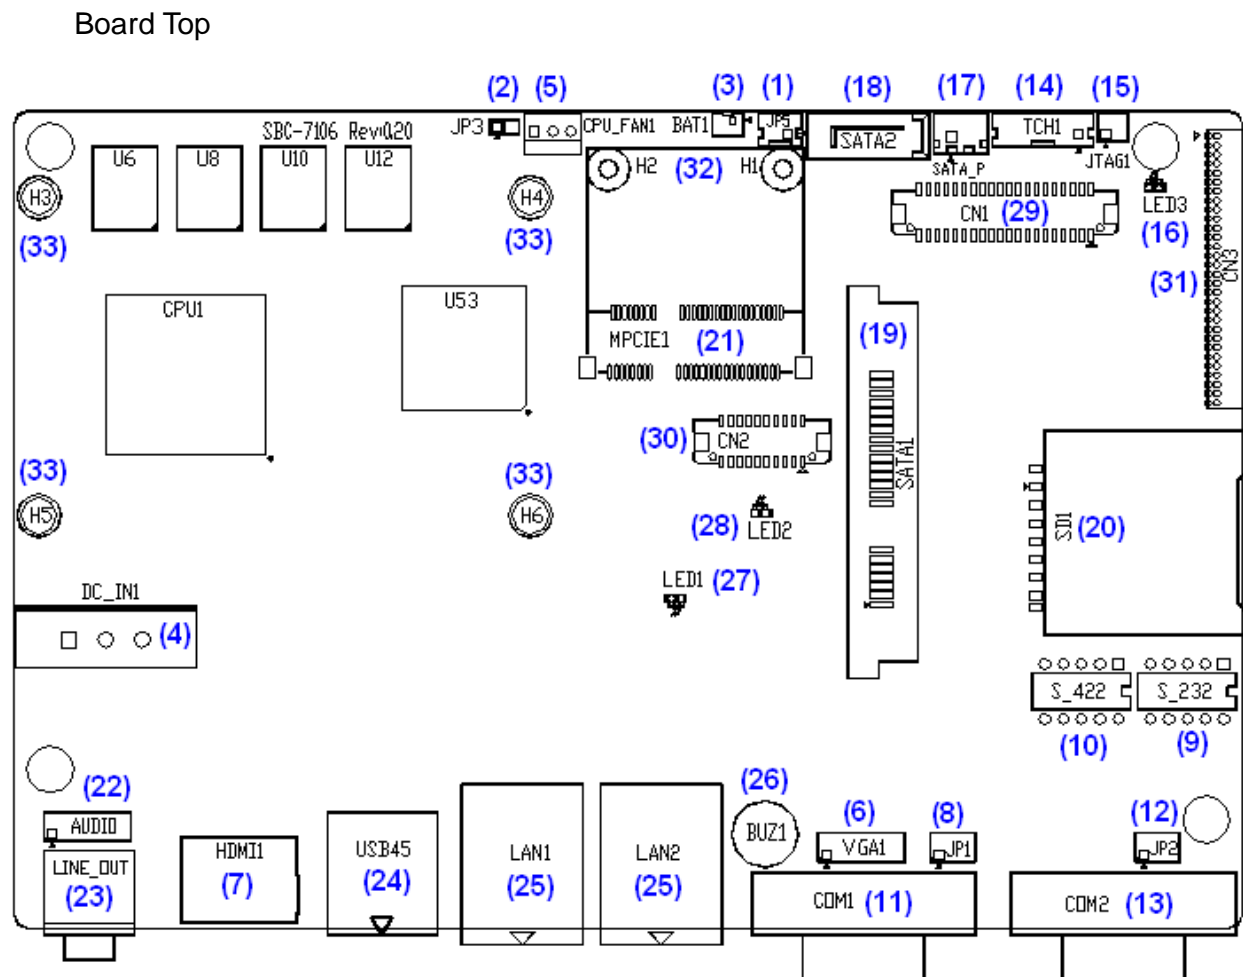 Board Top
(2) (5) (3) (1) (18) (17) (14) (15)
SBC-7106 Rev:0.20 JP3 CPU_FAN1 BAT1 JP5 SATA2 TCH1
U6 U8 U10 U12 H2 (32) H1 SATA_P JTAG1
H3 H4 CN1 (29) LED3
(33) (33) (16)
CN3
(31)
CPU1 U53
MPCIE1 (21) (19)
(30) CN2
SATA1
(33) (33)
H5 H6 (28) LED2 SD1 (20)
LED1 (27)
DC_IN1
(4)
S_422 S_232
(10) (9)
(22) (26)
AUDIO BUZ1 (6) (8) (12)
VGA1 JP1 JP2
LINE_OUT HDMI1 USB45 LAN1 LAN2
(23) (7) (24) (25) (25)
COM1 (11) COM2 (13)